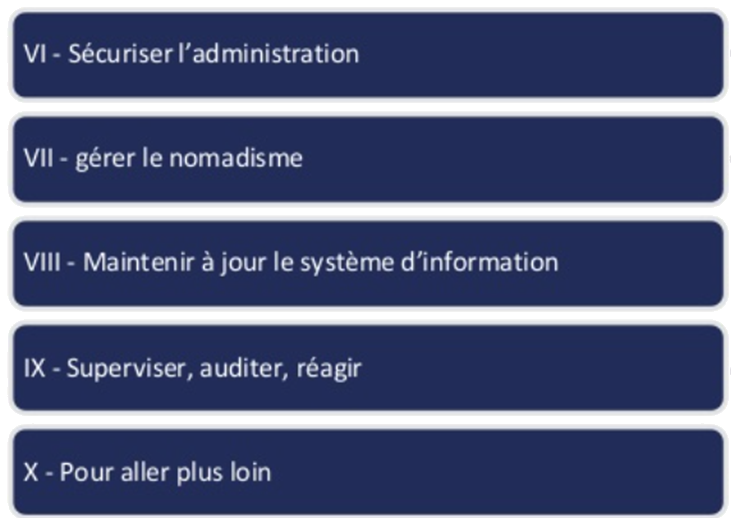 VI - Sécuriser l’administration
VII - gérer le nomadisme
VIII - Maintenir à jour le système d’information
IX - Superviser, auditer, réagir
X - Pour aller plus loin